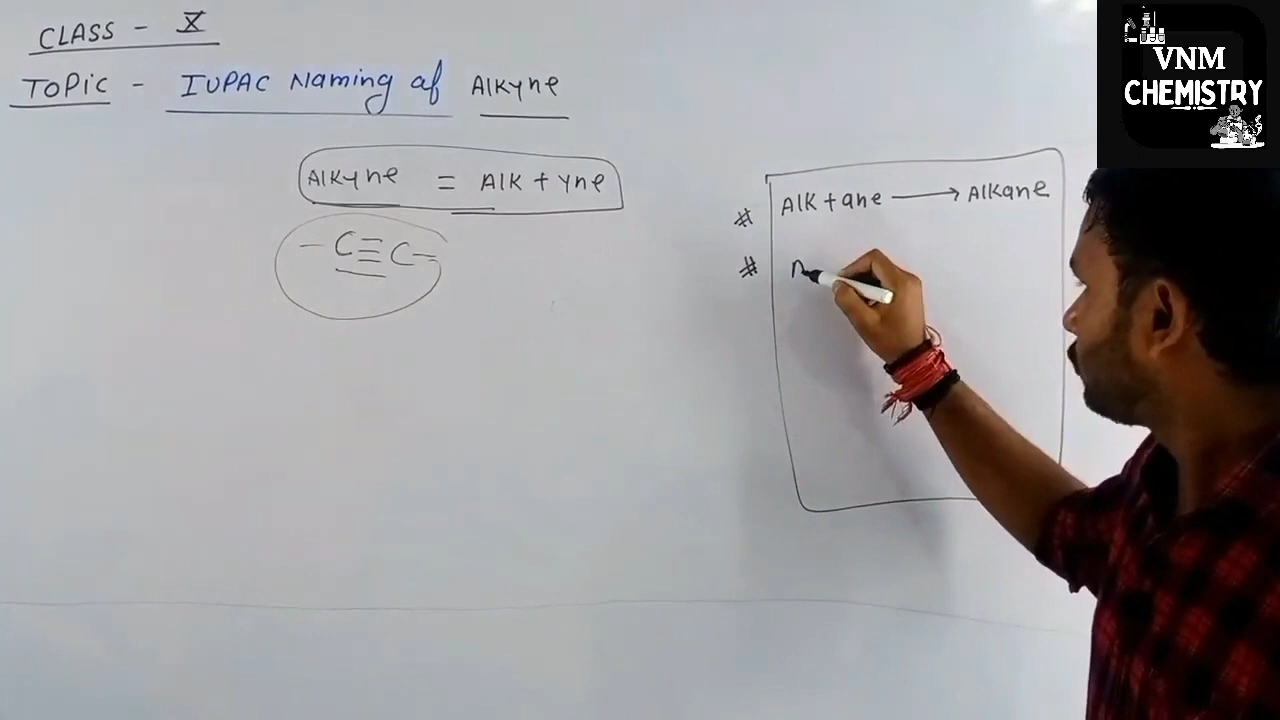 CLASS - X
TOPIC - IUPAC Naming of Alkyne
Alkyne = Alk + yne
- C ≡ C -
# Alk + ane ⟶ Alkane
#
VNM
CHEMISTRY